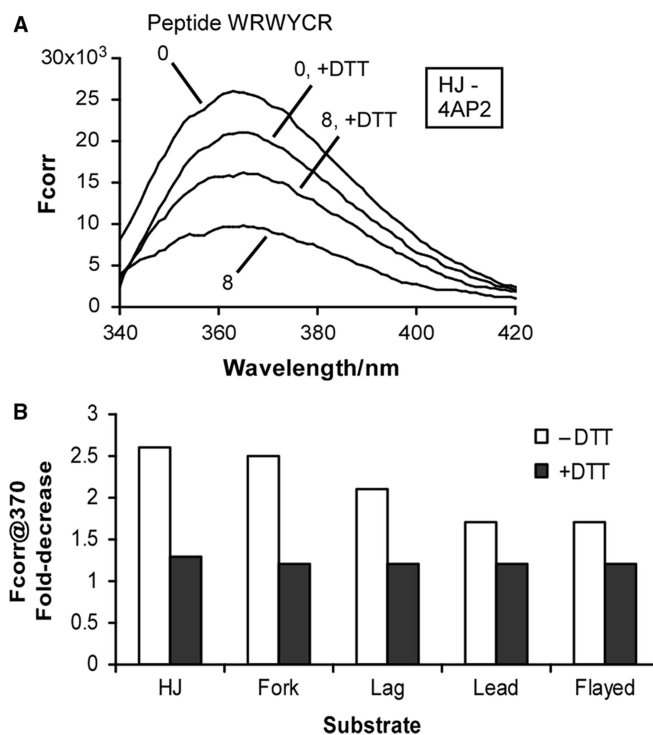 A
Peptide WRWYCR
30x10³
25
20
15
10
5
0
Fcorr
0
0, +DTT
8, +DTT
8
HJ -
4AP2
340
360
380
400
420
Wavelength/nm
B
3
2.5
2
1.5
1
0.5
0
Fcorr@370
Fold-decrease
–DTT
+DTT
HJ
Fork
Lag
Lead
Flayed
Substrate